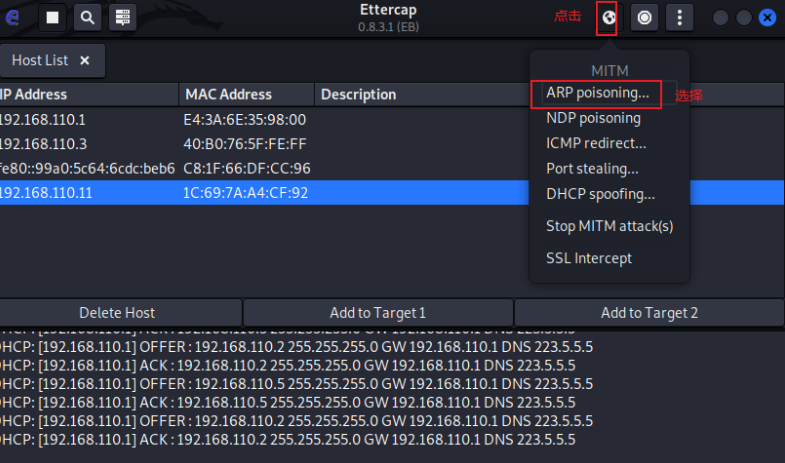 Ettercap
0.8.3.1 (EB)
点击
Host List ×
MITM
ARP poisoning...
选择
NDP poisoning
ICMP redirect...
Port stealing...
DHCP spoofing...
Stop MITM attack(s)
SSL Intercept
IP Address MAC Address Description
192.168.110.1 E4:3A:6E:35:98:00
192.168.110.3 40:B0:76:5F:FE:FF
fe80::99a0:5c64:6cdc:beb6 C8:1F:66:DF:CC:96
192.168.110.11 1C:69:7A:A4:CF:92
Delete Host Add to Target 1 Add to Target 2
HCP: [192.168.110.1] OFFER : 192.168.110.2 255.255.255.0 GW 192.168.110.1 DNS 223.5.5.5
HCP: [192.168.110.1] ACK : 192.168.110.2 255.255.255.0 GW 192.168.110.1 DNS 223.5.5.5
HCP: [192.168.110.1] OFFER : 192.168.110.5 255.255.255.0 GW 192.168.110.1 DNS 223.5.5.5
HCP: [192.168.110.1] ACK : 192.168.110.5 255.255.255.0 GW 192.168.110.1 DNS 223.5.5.5
HCP: [192.168.110.1] OFFER : 192.168.110.2 255.255.255.0 GW 192.168.110.1 DNS 223.5.5.5
HCP: [192.168.110.1] ACK : 192.168.110.2 255.255.255.0 GW 192.168.110.1 DNS 223.5.5.5